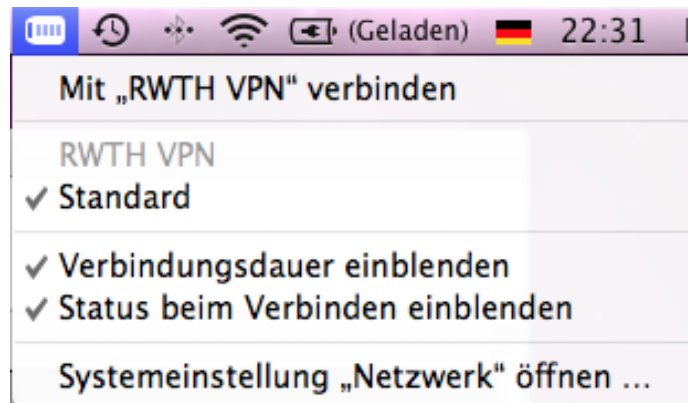 (Geladen) 22:31
Mit „RWTH VPN“ verbinden
RWTH VPN
Standard
Verbindungsdauer einblenden
Status beim Verbinden einblenden
Systemeinstellung „Netzwerk“ öffnen ...